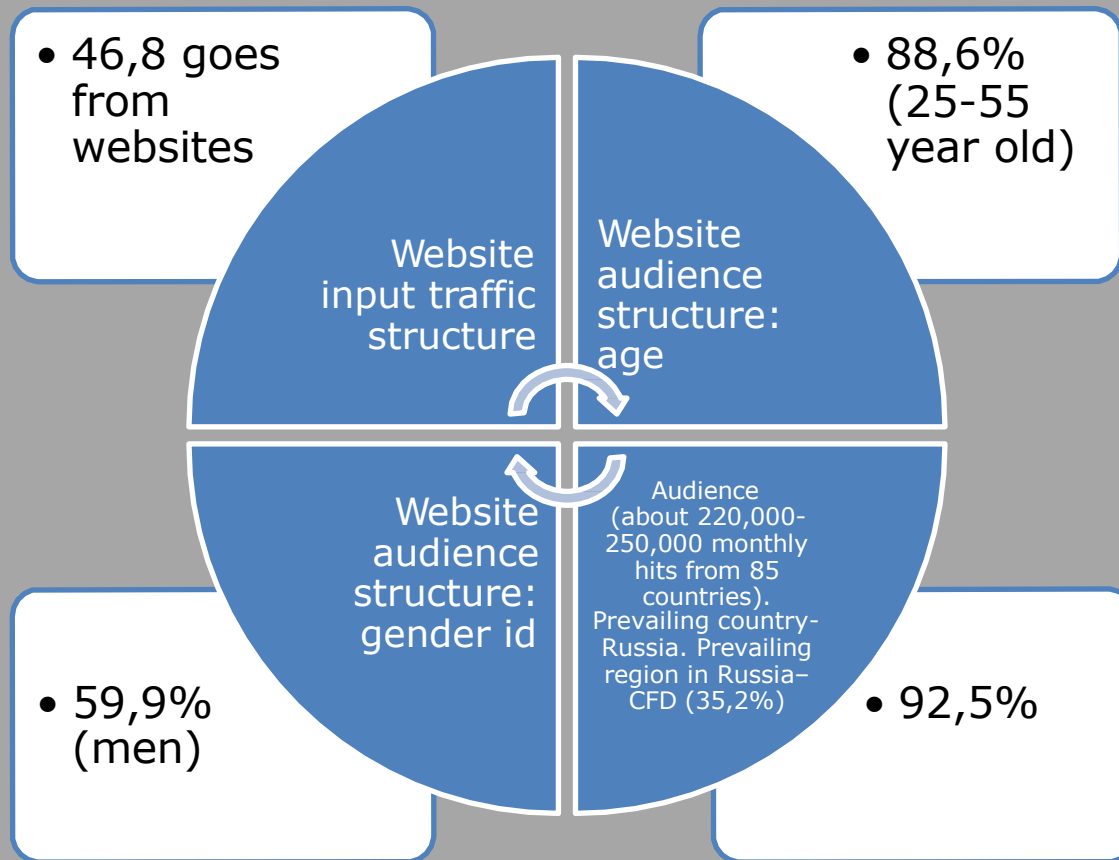 • 46,8 goes
from
websites
• 88,6%
(25-55
year old)
Website
input traffic
structure
Website
audience
structure:
age
Website
audience
structure:
gender id
Audience
(about 220,000-
250,000 monthly
hits from 85
countries).
Prevailing country-
Russia. Prevailing
region in Russia–
CFD (35,2%)
• 59,9%
(men)
• 92,5%